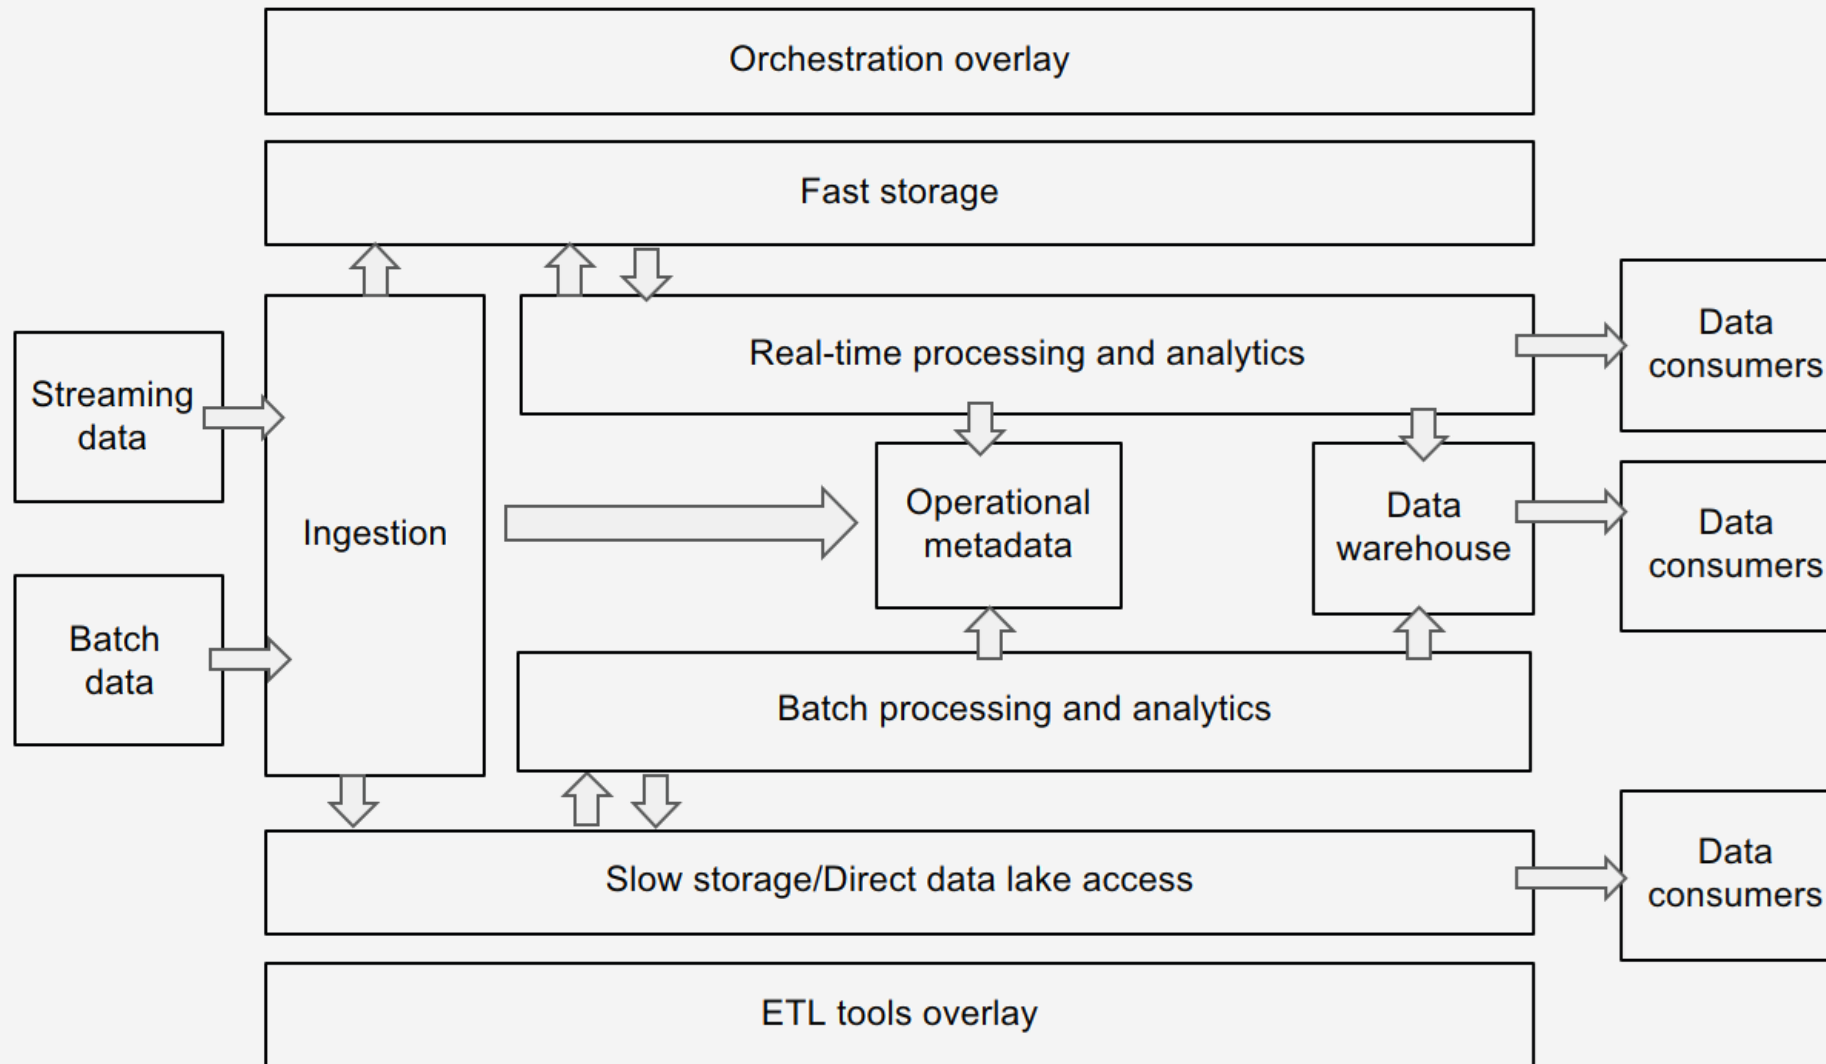 Orchestration overlay
Fast storage
Streaming
data
Batch
data
Ingestion
Real-time processing and analytics
Operational
metadata
Data
warehouse
Batch processing and analytics
Slow storage/Direct data lake access
ETL tools overlay
Data
consumers
Data
consumers
Data
consumers